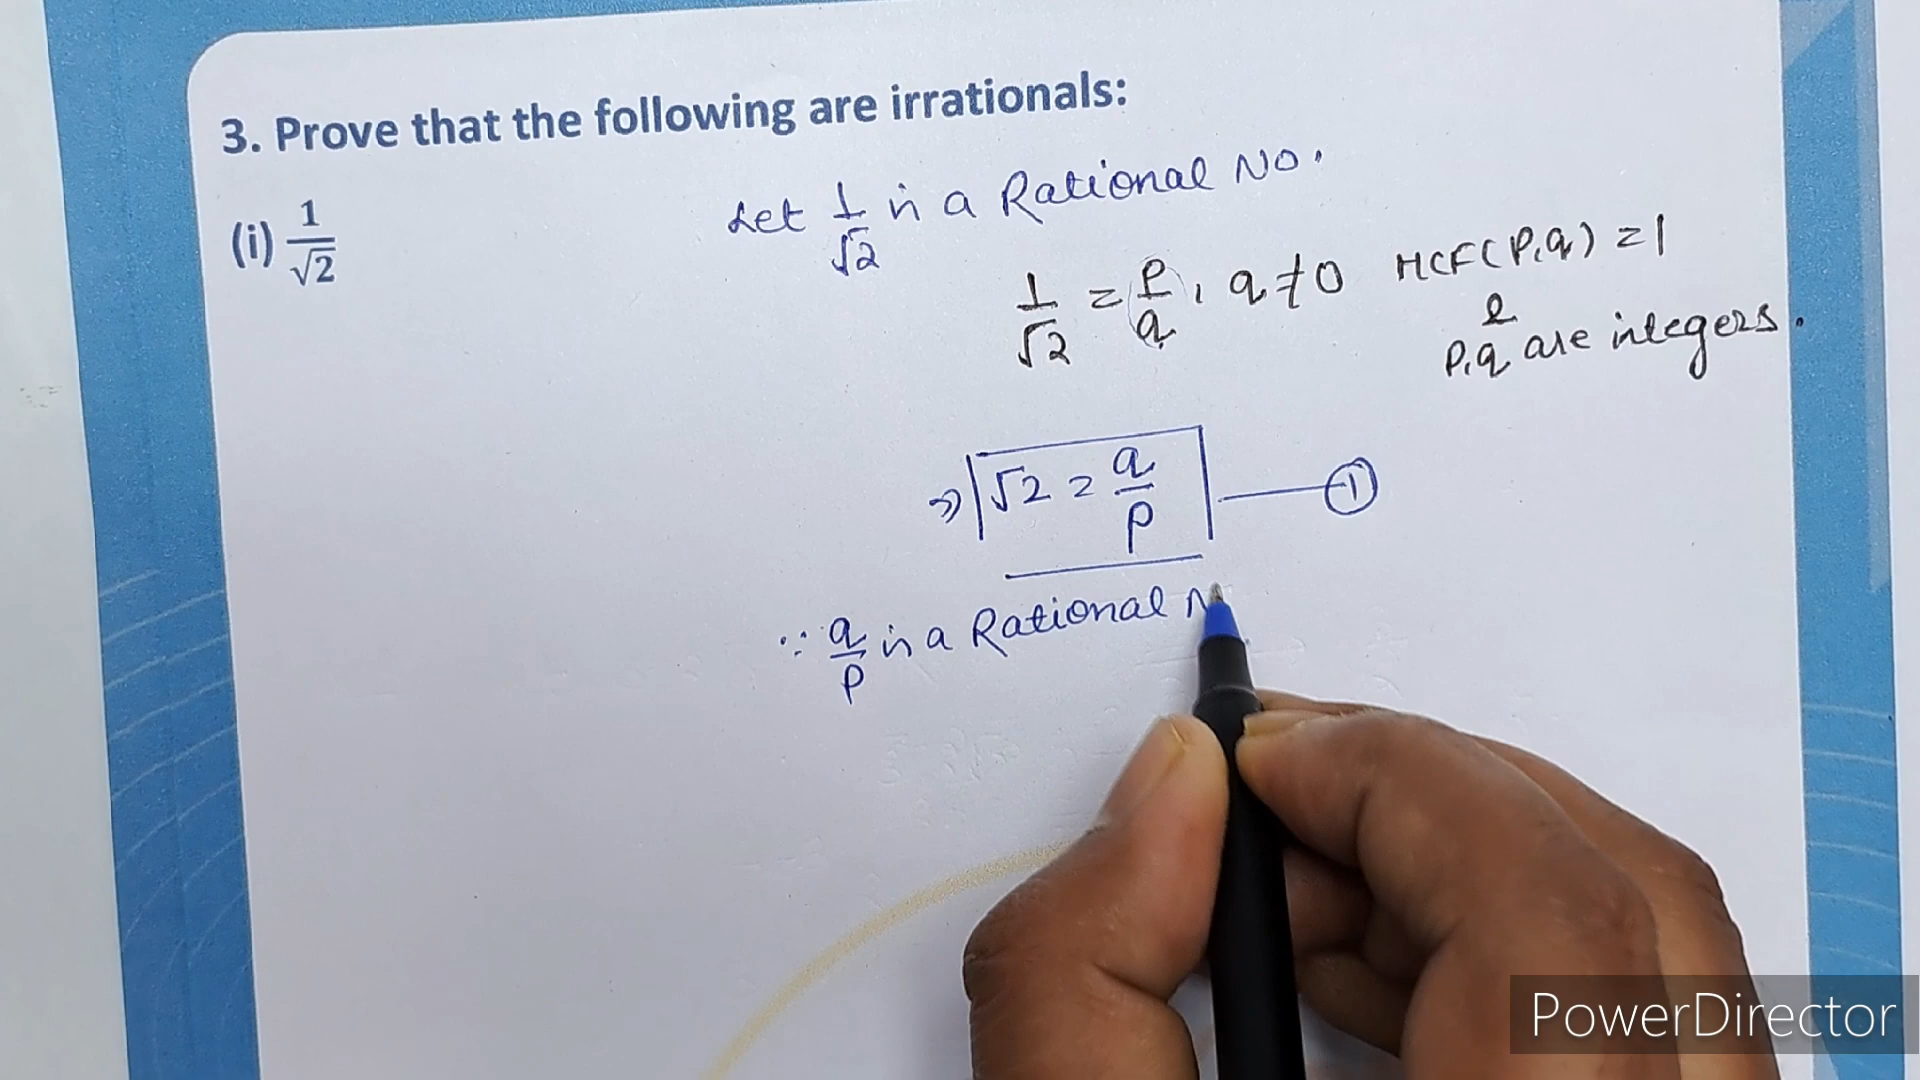 3. Prove that the following are irrationals:
(i) 1/√2
Let 1/√2 is a Rational No.
1/√2 = P/q, q ≠ 0 HCF(P,q) = 1
& P,q are integers.
⇒ √2 = q/p — ①
∵ q/p is a Rational N
PowerDirector